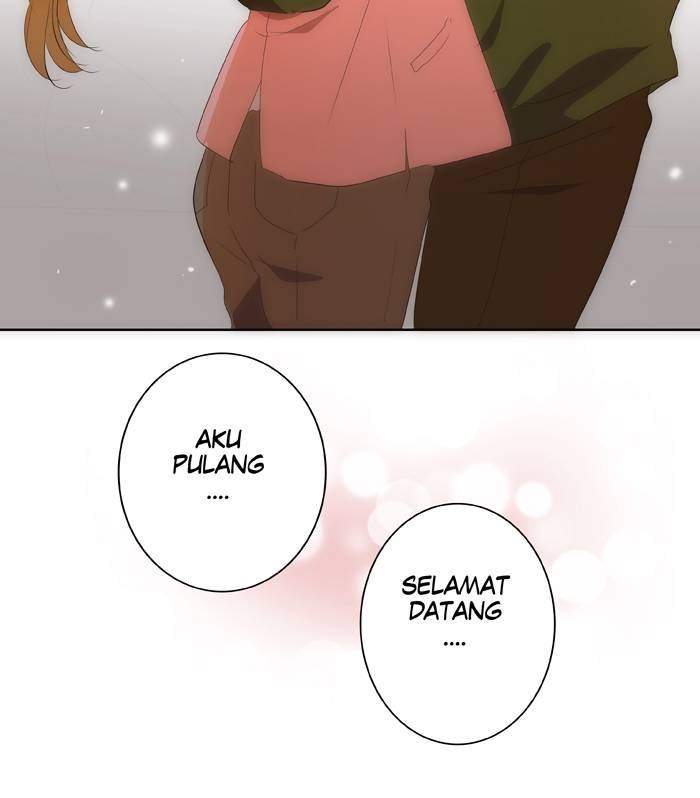 AKU
PULANG
....
SELAMAT
DATANG
....